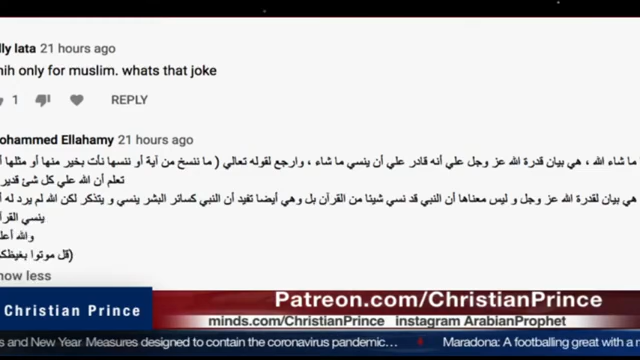 lly lata 21 hours ago
nih only for muslim. whats that joke
1 REPLY
ohammed Ellahamy 21 hours ago
ما شاء الله ، هي بيان قدرة الله عز وجل علي أنه قادر علي أن ينسي ما شاء ، وارجع لقوله تعالي ( ما ننسخ من آية أو ننسها نأت بخير منها أو مثلها أ
تعلم أن الله علي كل شئ قدير
هي بيان لقدرة الله عز وجل و ليس معناها أن النبي قد نسي شيئا من القرآن بل وهي أيضا تفيد أن النبي كسائر البشر ينسي و يتذكر لكن الله لم يرد له أ
ينسي القرآ
والله أعل
(قل موتوا بغيظك
how less
Christian Prince
Patreon.com/ChristianPrince
minds.com/ChristianPrince instagram ArabianProphet
s and New Year Measures designed to contain the coronavirus pandemic… Maradona: A footballing great with a r